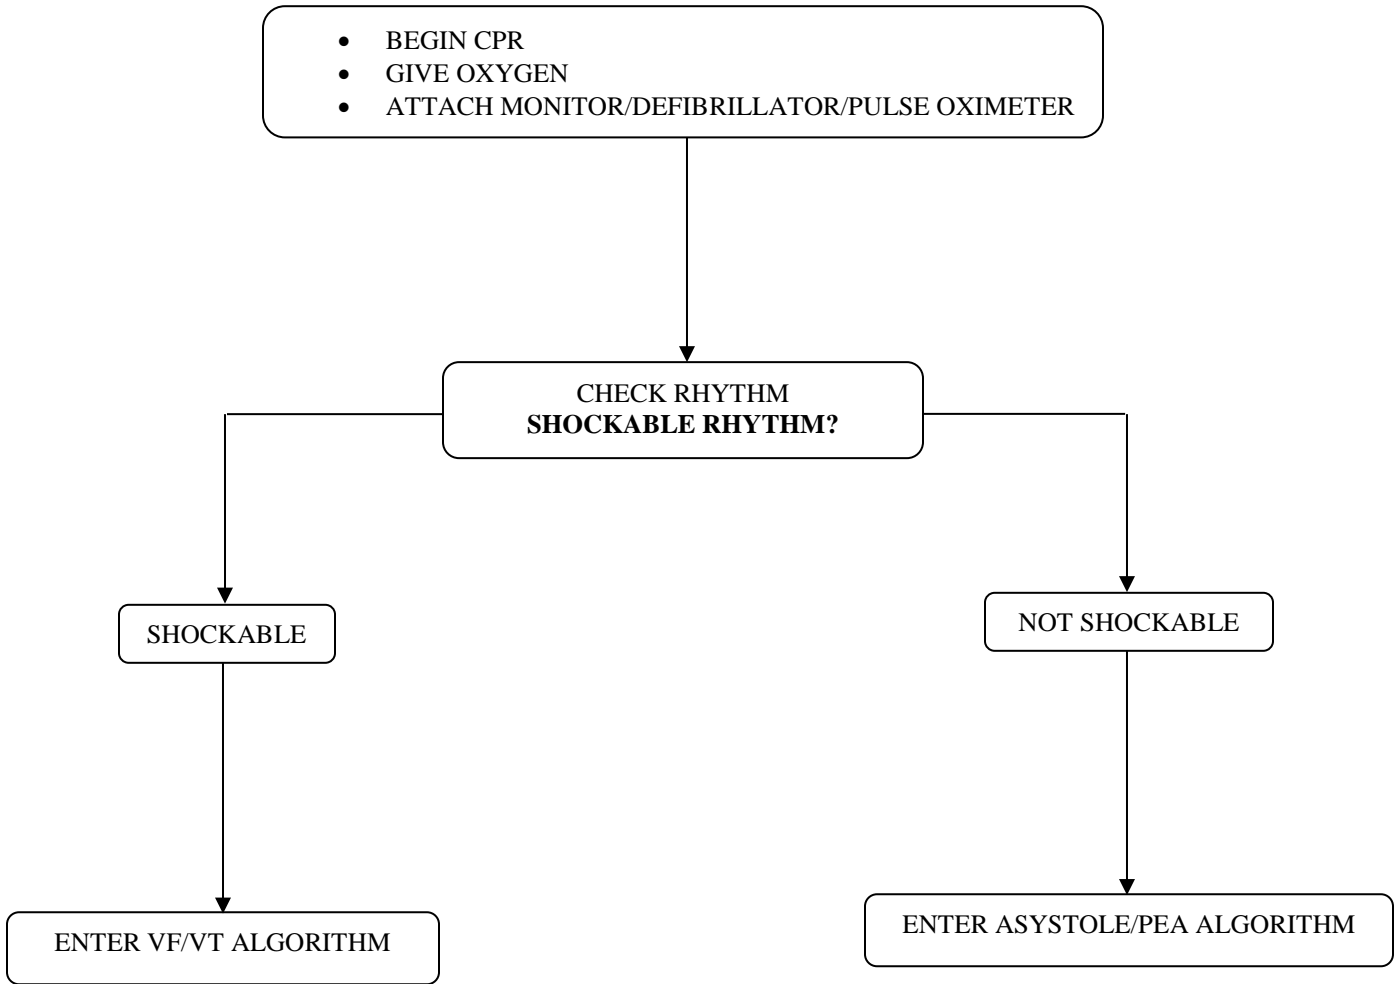 • BEGIN CPR
• GIVE OXYGEN
• ATTACH MONITOR/DEFIBRILLATOR/PULSE OXIMETER
CHECK RHYTHM
SHOCKABLE RHYTHM?
SHOCKABLE
NOT SHOCKABLE
ENTER VF/VT ALGORITHM
ENTER ASYSTOLE/PEA ALGORITHM